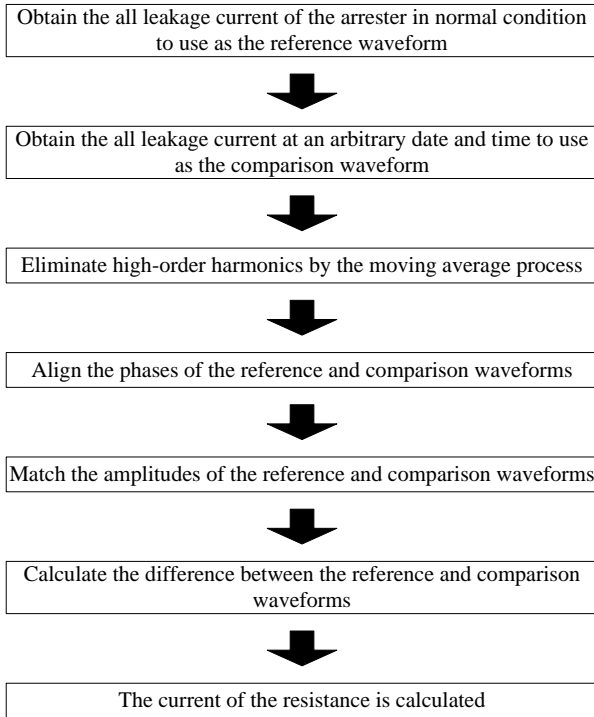 Obtain the all leakage current of the arrester in normal condition
to use as the reference waveform
Obtain the all leakage current at an arbitrary date and time to use
as the comparison waveform
Eliminate high-order harmonics by the moving average process
Align the phases of the reference and comparison waveforms
Match the amplitudes of the reference and comparison waveforms
Calculate the difference between the reference and comparison
waveforms
The current of the resistance is calculated